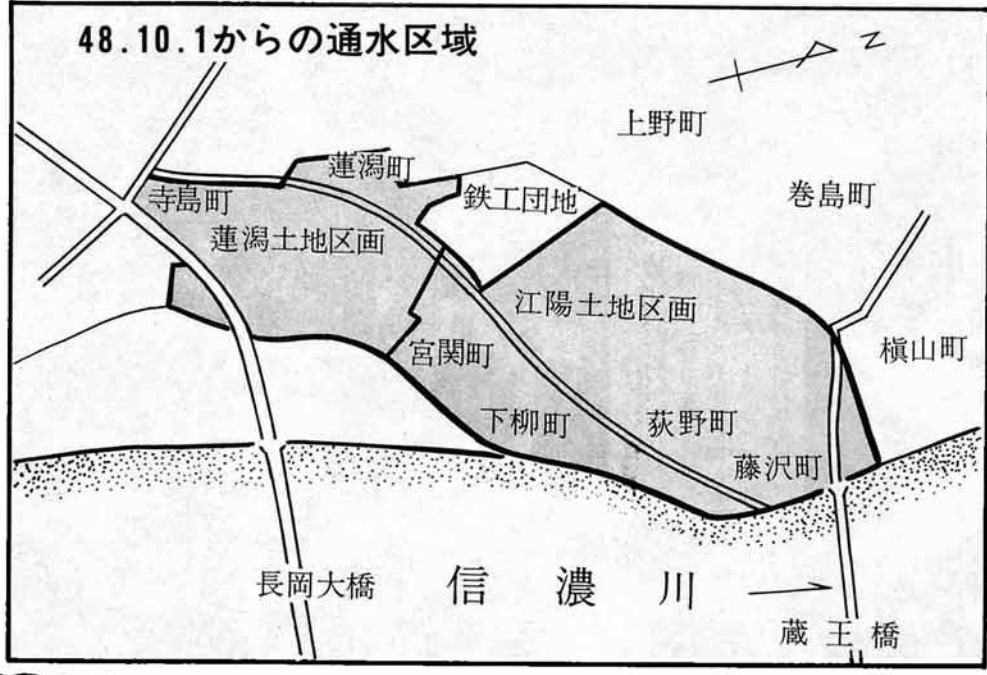 48.10.1からの通水区域
Z
上野町
蓮潟町
鉄工団地
巻島町
寺島町
蓮潟土地区画
江陽土地区画
宮関町
槇山町
下柳町
荻野町
藤沢町
長岡大橋
信濃川
蔵王橋